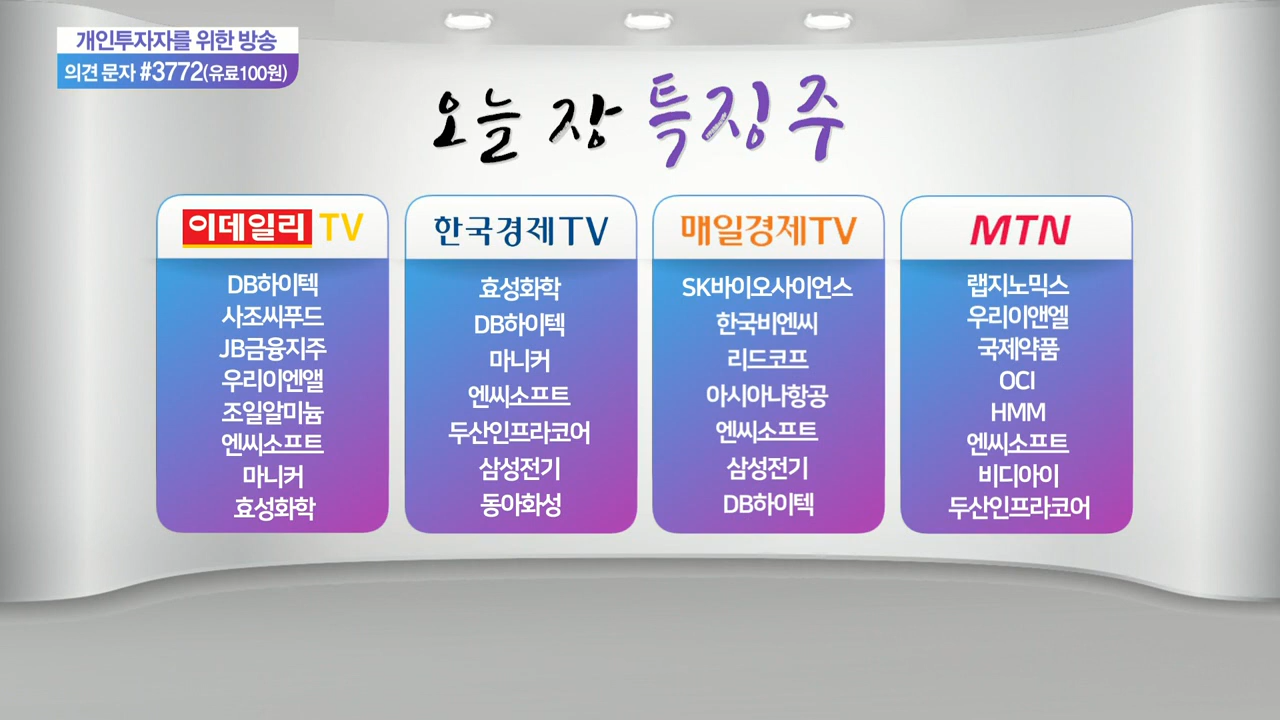 개인투자자를 위한 방송
의견 문자 #3772(유료100원)
오늘 장 특징주
이데일리 TV
DB하이텍
사조씨푸드
JB금융지주
우리이엔앨
조일알미늄
엔씨소프트
마니커
효성화학
한국경제TV
효성화학
DB하이텍
마니커
엔씨소프트
두산인프라코어
삼성전기
동아화성
매일경제TV
SK바이오사이언스
한국비엔씨
리드코프
아시아나항공
엔씨소프트
삼성전기
DB하이텍
MTN
랩지노믹스
우리이앤엘
국제약품
OCI
HMM
엔씨소프트
비디아이
두산인프라코어